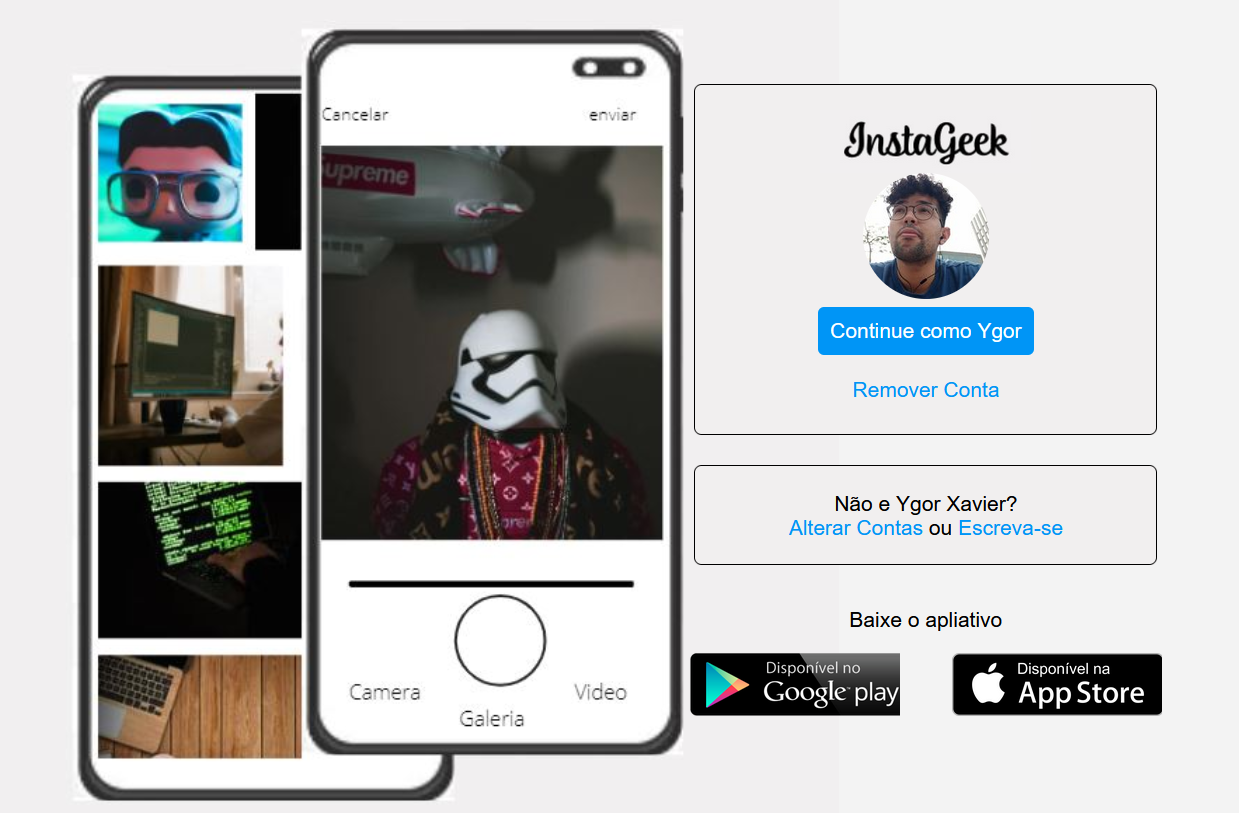 Cancelar
enviar
Supreme
Camera
Video
Galeria
InstaGeek
Continue como Ygor
Remover Conta
Não e Ygor Xavier?
Alterar Contas ou Escreva-se
Baixe o apliativo
Disponível no
Google play
Disponível na
App Store